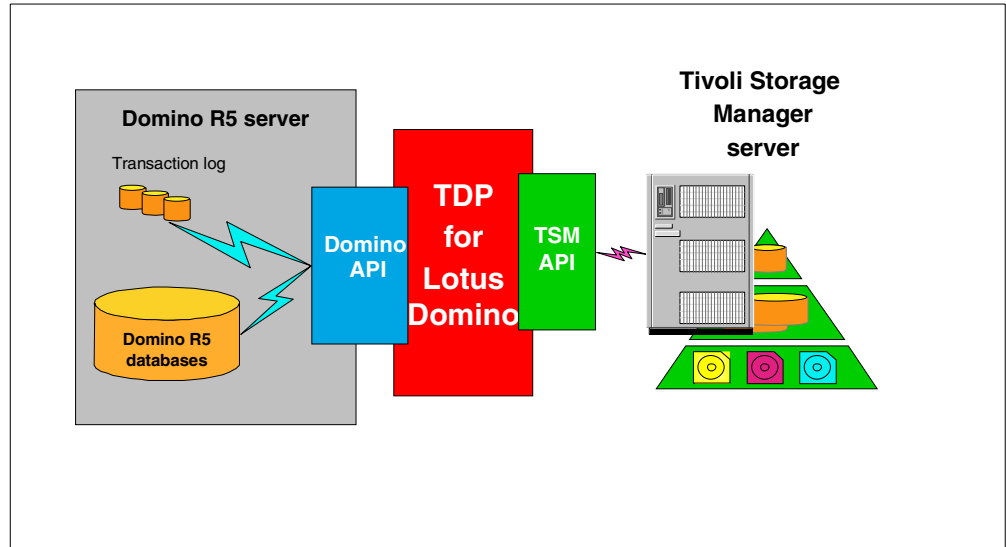 Domino R5 server
Transaction log
Domino R5
databases
Domino
API
TDP
for
Lotus
Domino
TSM
API
Tivoli Storage
Manager
server